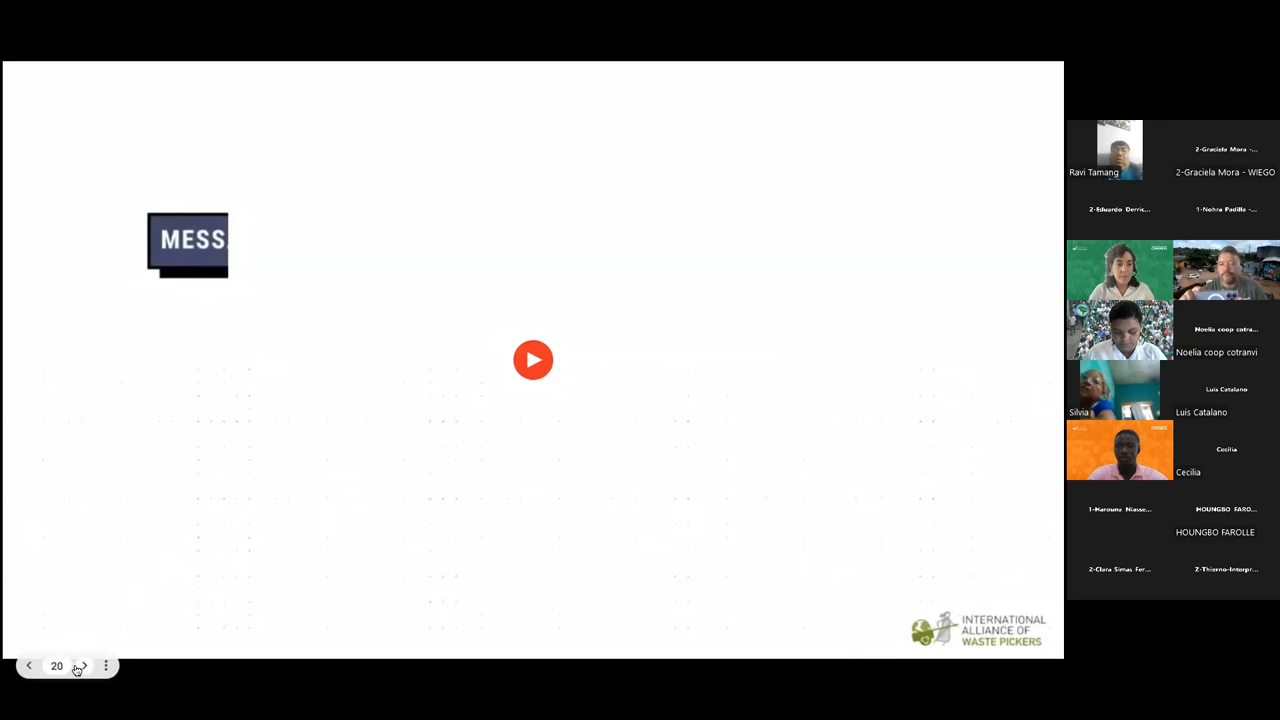 MESS
INTERNATIONAL
ALLIANCE OF
WASTE PICKERS
20
Ravi Tamang
2-Graciela Mora -...
2-Graciela Mora - WIEGO
2-Eduardo Derric...
1-Nohra Padilla -...
Noelia coop cotra...
Noelia coop cotranvi
Silvia
Luis Catalano
Luis Catalano
Cecilia
Cecilia
1-Harouna Niasse...
HOUNGBO FARO...
HOUNGBO FAROLLE
2-Clara Simas Fer...
Z-Thierno-Interpr...